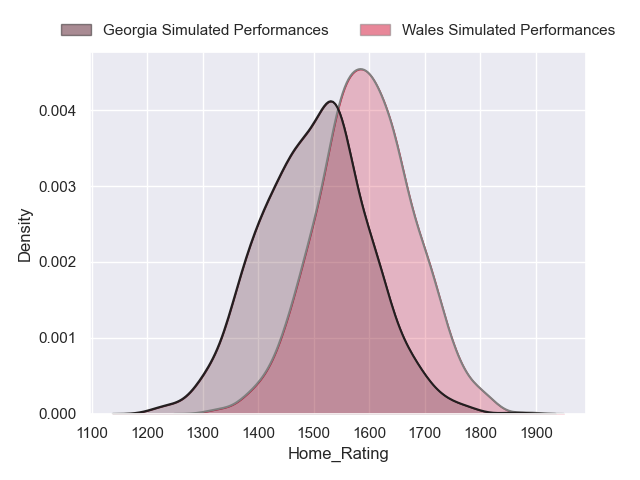 Georgia Simulated Performances Wales Simulated Performances
0.004
0.003
0.002
0.001
0.000
Density
1100 1200 1300 1400 1500 1600 1700 1800 1900
Home_Rating